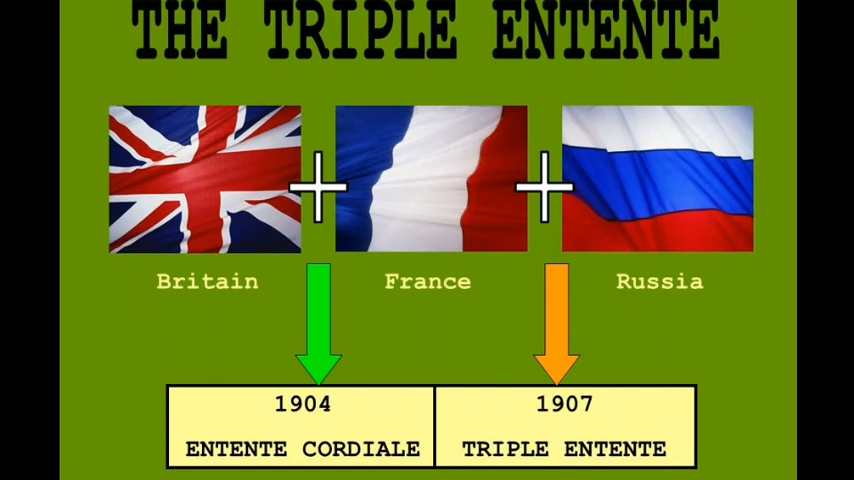 THE TRIPLE ENTENTE
Britain
France
Russia
1904
ENTENTE CORDIALE
1907
TRIPLE ENTENTE